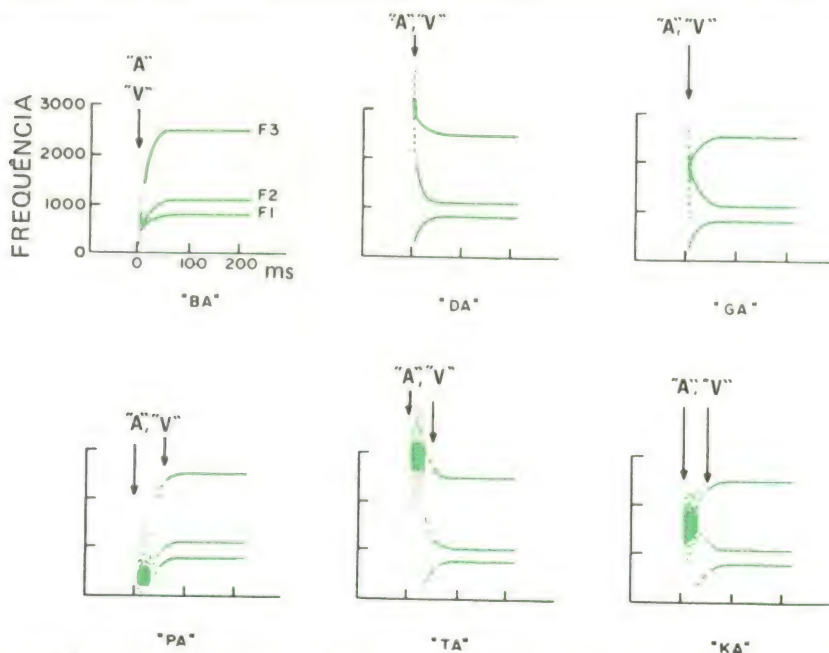 "A"
"V"
FREQUÊNCIA
3000
2000
1000
0
F3
F2
F1
0 100 200 ms
"BA"
"A","V"
"DA"
"A","V"
"GA"
"A","V"
"PA"
"A","V"
"TA"
"A","V"
"KA"